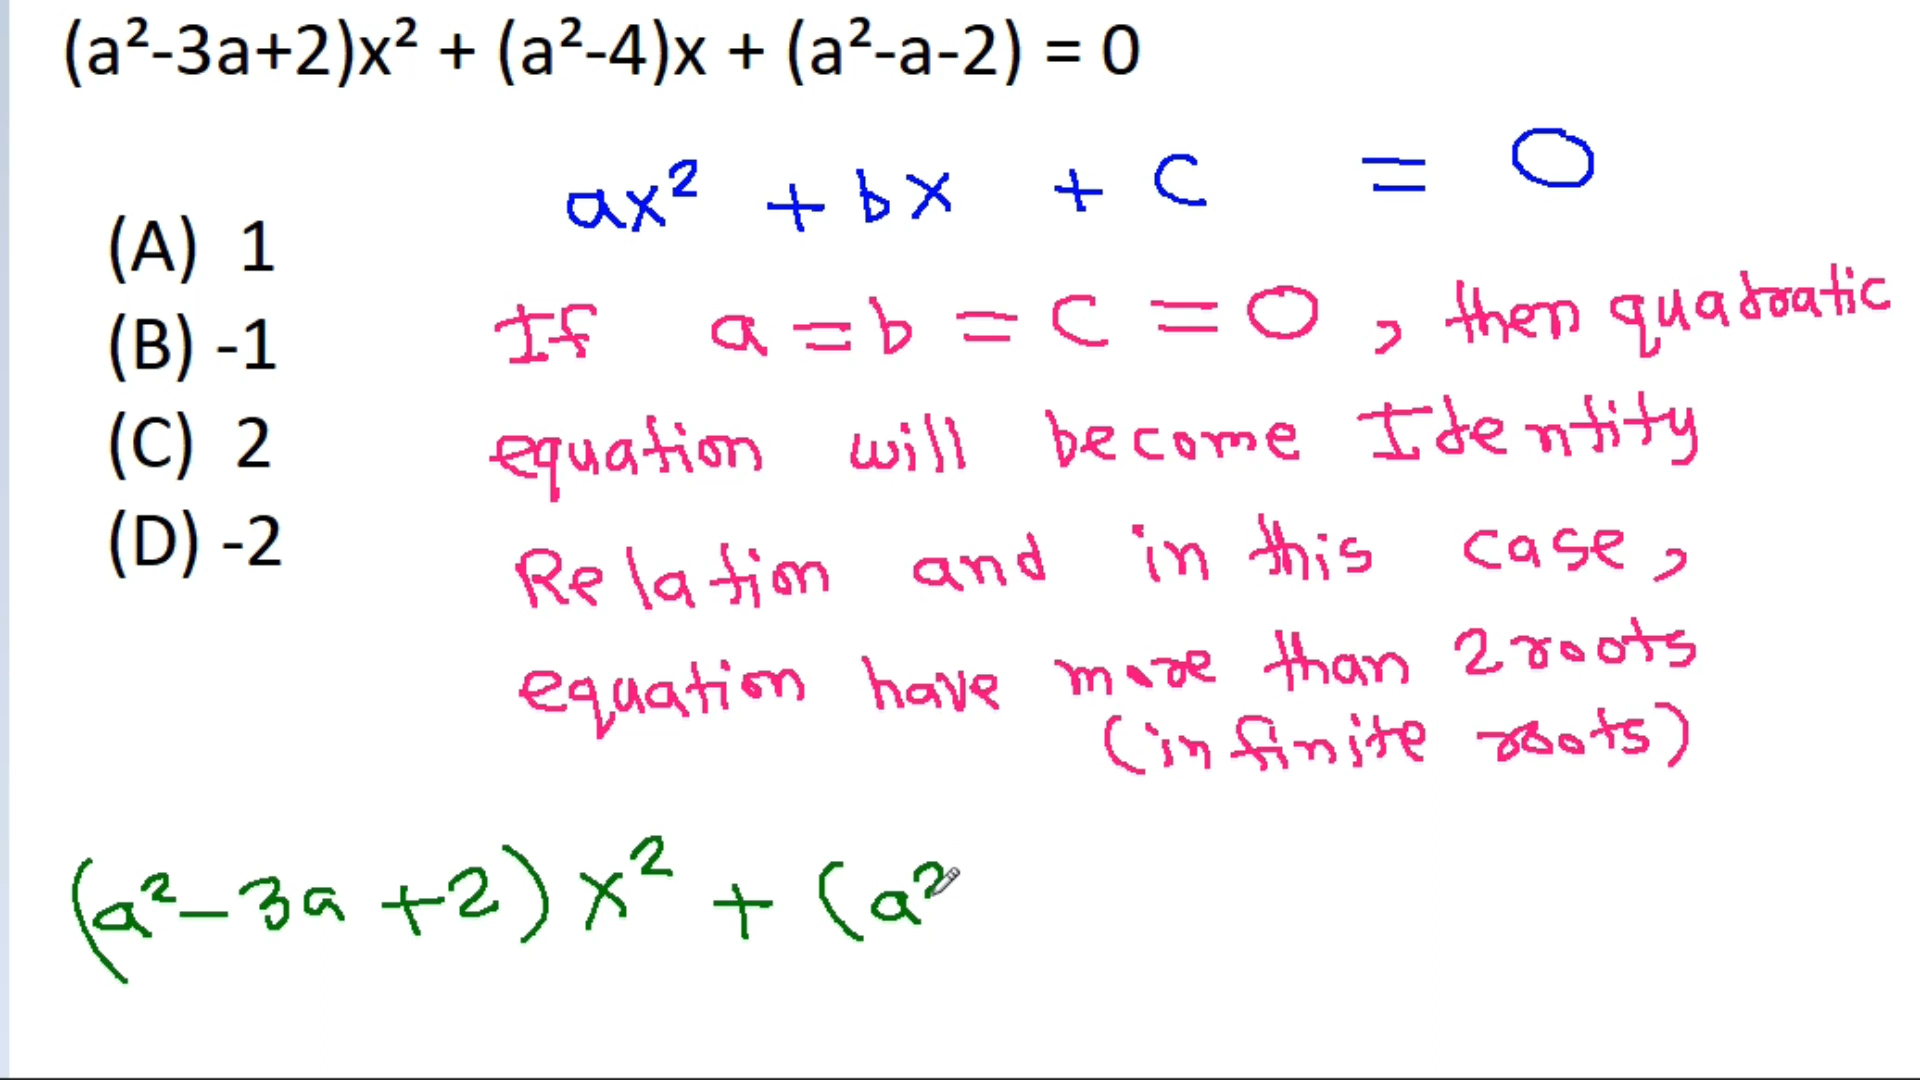 (a²-3a+2)x² + (a²-4)x + (a²-a-2) = 0
ax² + bx + c = 0
(A) 1
(B) -1
(C) 2
(D) -2
If a = b = c = 0, then quadratic
equation will become Identity
Relation and in this case,
equation have more than 2 roots
(infinite roots)
(a² - 3a + 2) x² + (a²